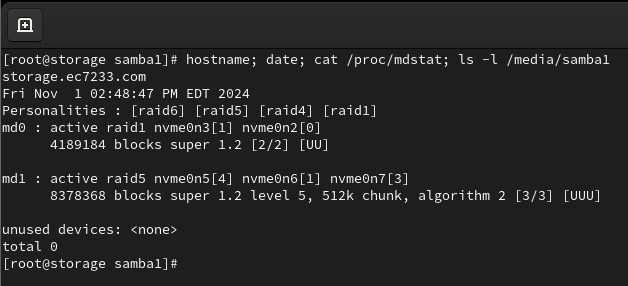 [root@storage samba1]# hostname; date; cat /proc/mdstat; ls -l /media/samba1
storage.ec7233.com
Fri Nov  1 02:48:47 PM EDT 2024
Personalities : [raid6] [raid5] [raid4] [raid1]
md0 : active raid1 nvme0n3[1] nvme0n2[0]
      4189184 blocks super 1.2 [2/2] [UU]
md1 : active raid5 nvme0n5[4] nvme0n6[1] nvme0n7[3]
      8378368 blocks super 1.2 level 5, 512k chunk, algorithm 2 [3/3] [UUU]
unused devices: <none>
total 0
[root@storage samba1]#